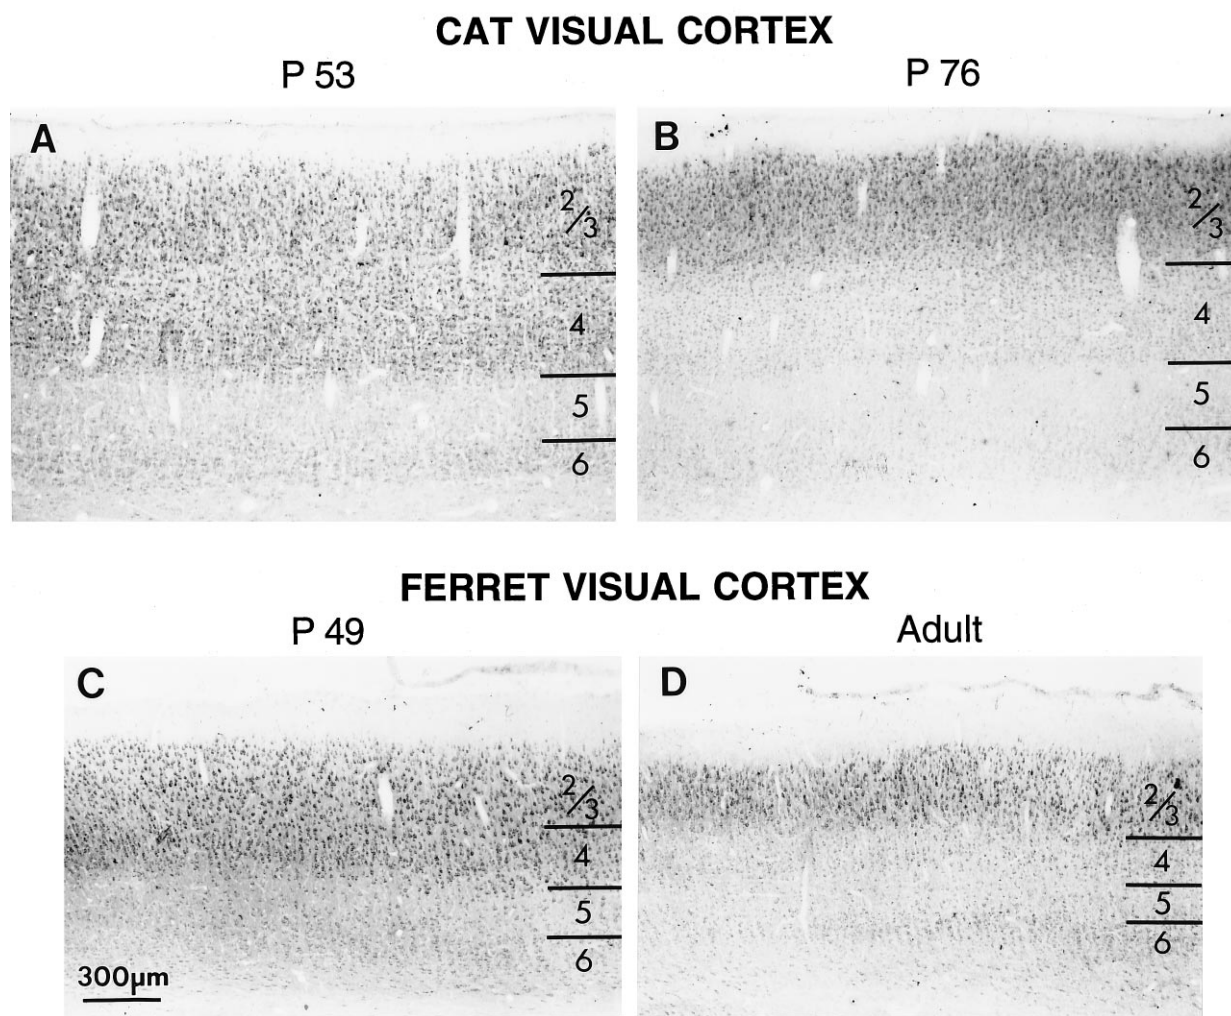 CAT VISUAL CORTEX
P 53
P 76
A
2/3
4
5
6
B
2/3
4
5
6
FERRET VISUAL CORTEX
P 49
Adult
C
2/3
4
5
6
300µm
D
2/3
4
5
6